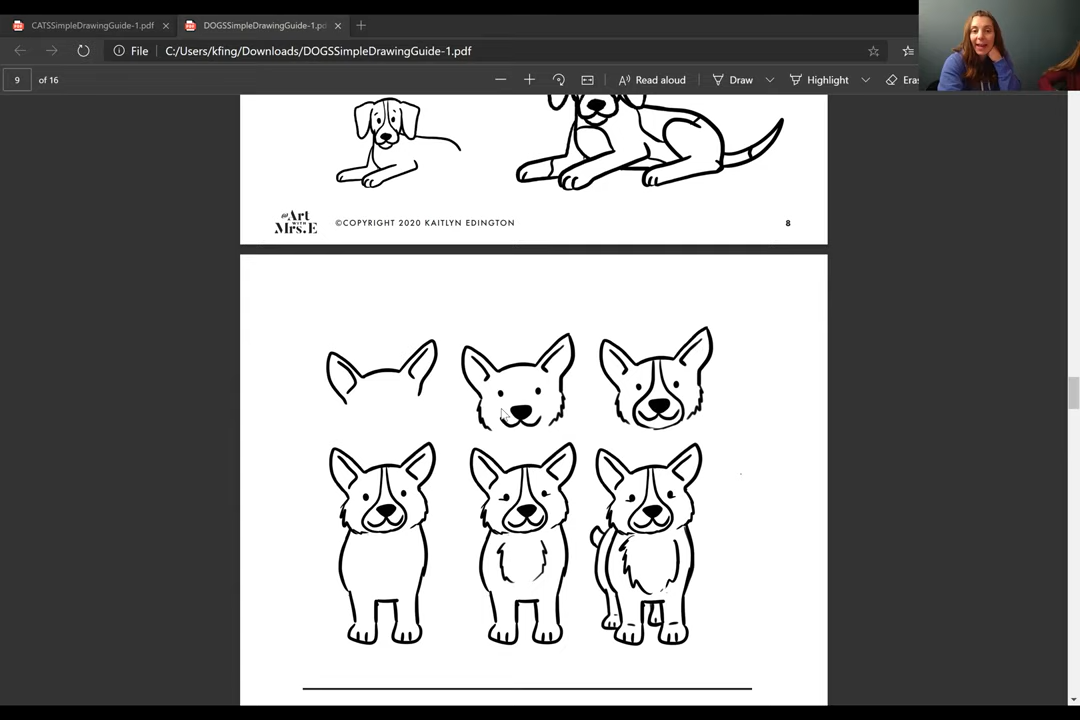 CATSSimpleDrawingGuide-1.pdf
DOGSSimpleDrawingGuide-1.pd
File C:/Users/kfing/Downloads/DOGSSimpleDrawingGuide-1.pdf
9 of 16 Read aloud Draw Highlight Eras
Art
WITH
Mrs.E
©COPYRIGHT 2020 KAITLYN EDINGTON
8